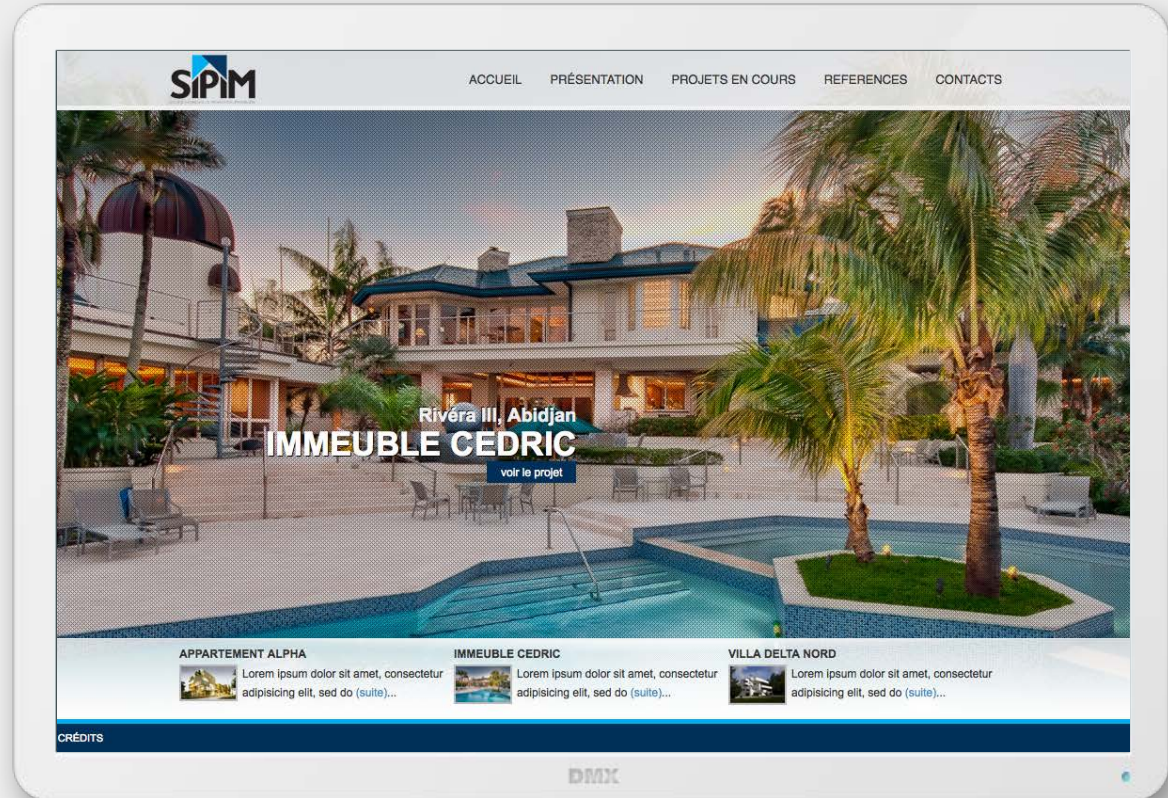 SIPIM
ACCUEIL PRÉSENTATION PROJETS EN COURS REFERENCES CONTACTS
Rivéra III, Abidjan
IMMEUBLE CEDRIC
voir le projet
APPARTEMENT ALPHA
Lorem ipsum dolor sit amet, consectetur
adipisicing elit, sed do (suite)...
IMMEUBLE CEDRIC
Lorem ipsum dolor sit amet, consectetur
adipisicing elit, sed do (suite)...
VILLA DELTA NORD
Lorem ipsum dolor sit amet, consectetur
adipisicing elit, sed do (suite)...
CRÉDITS
DMX